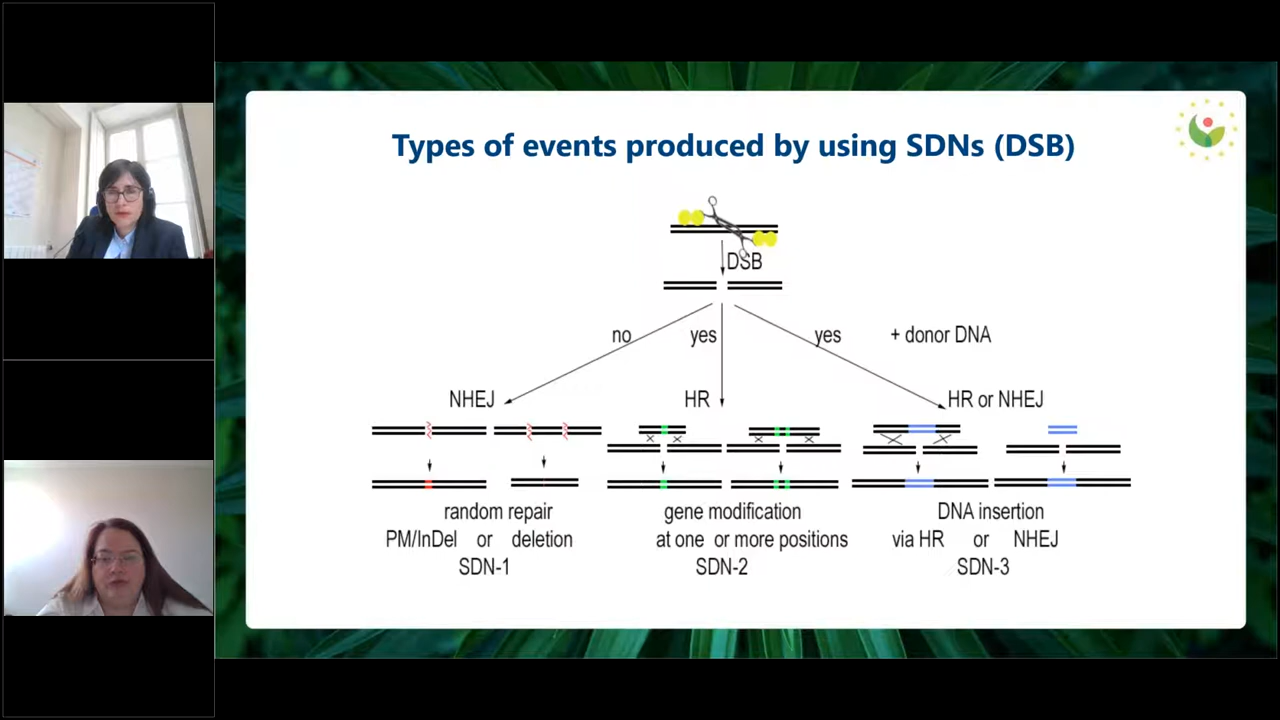 Types of events produced by using SDNs (DSB)
DSB
no yes yes + donor DNA
NHEJ HR HR or NHEJ
random repair gene modification DNA insertion
PM/InDel or deletion at one or more positions via HR or NHEJ
SDN-1 SDN-2 SDN-3